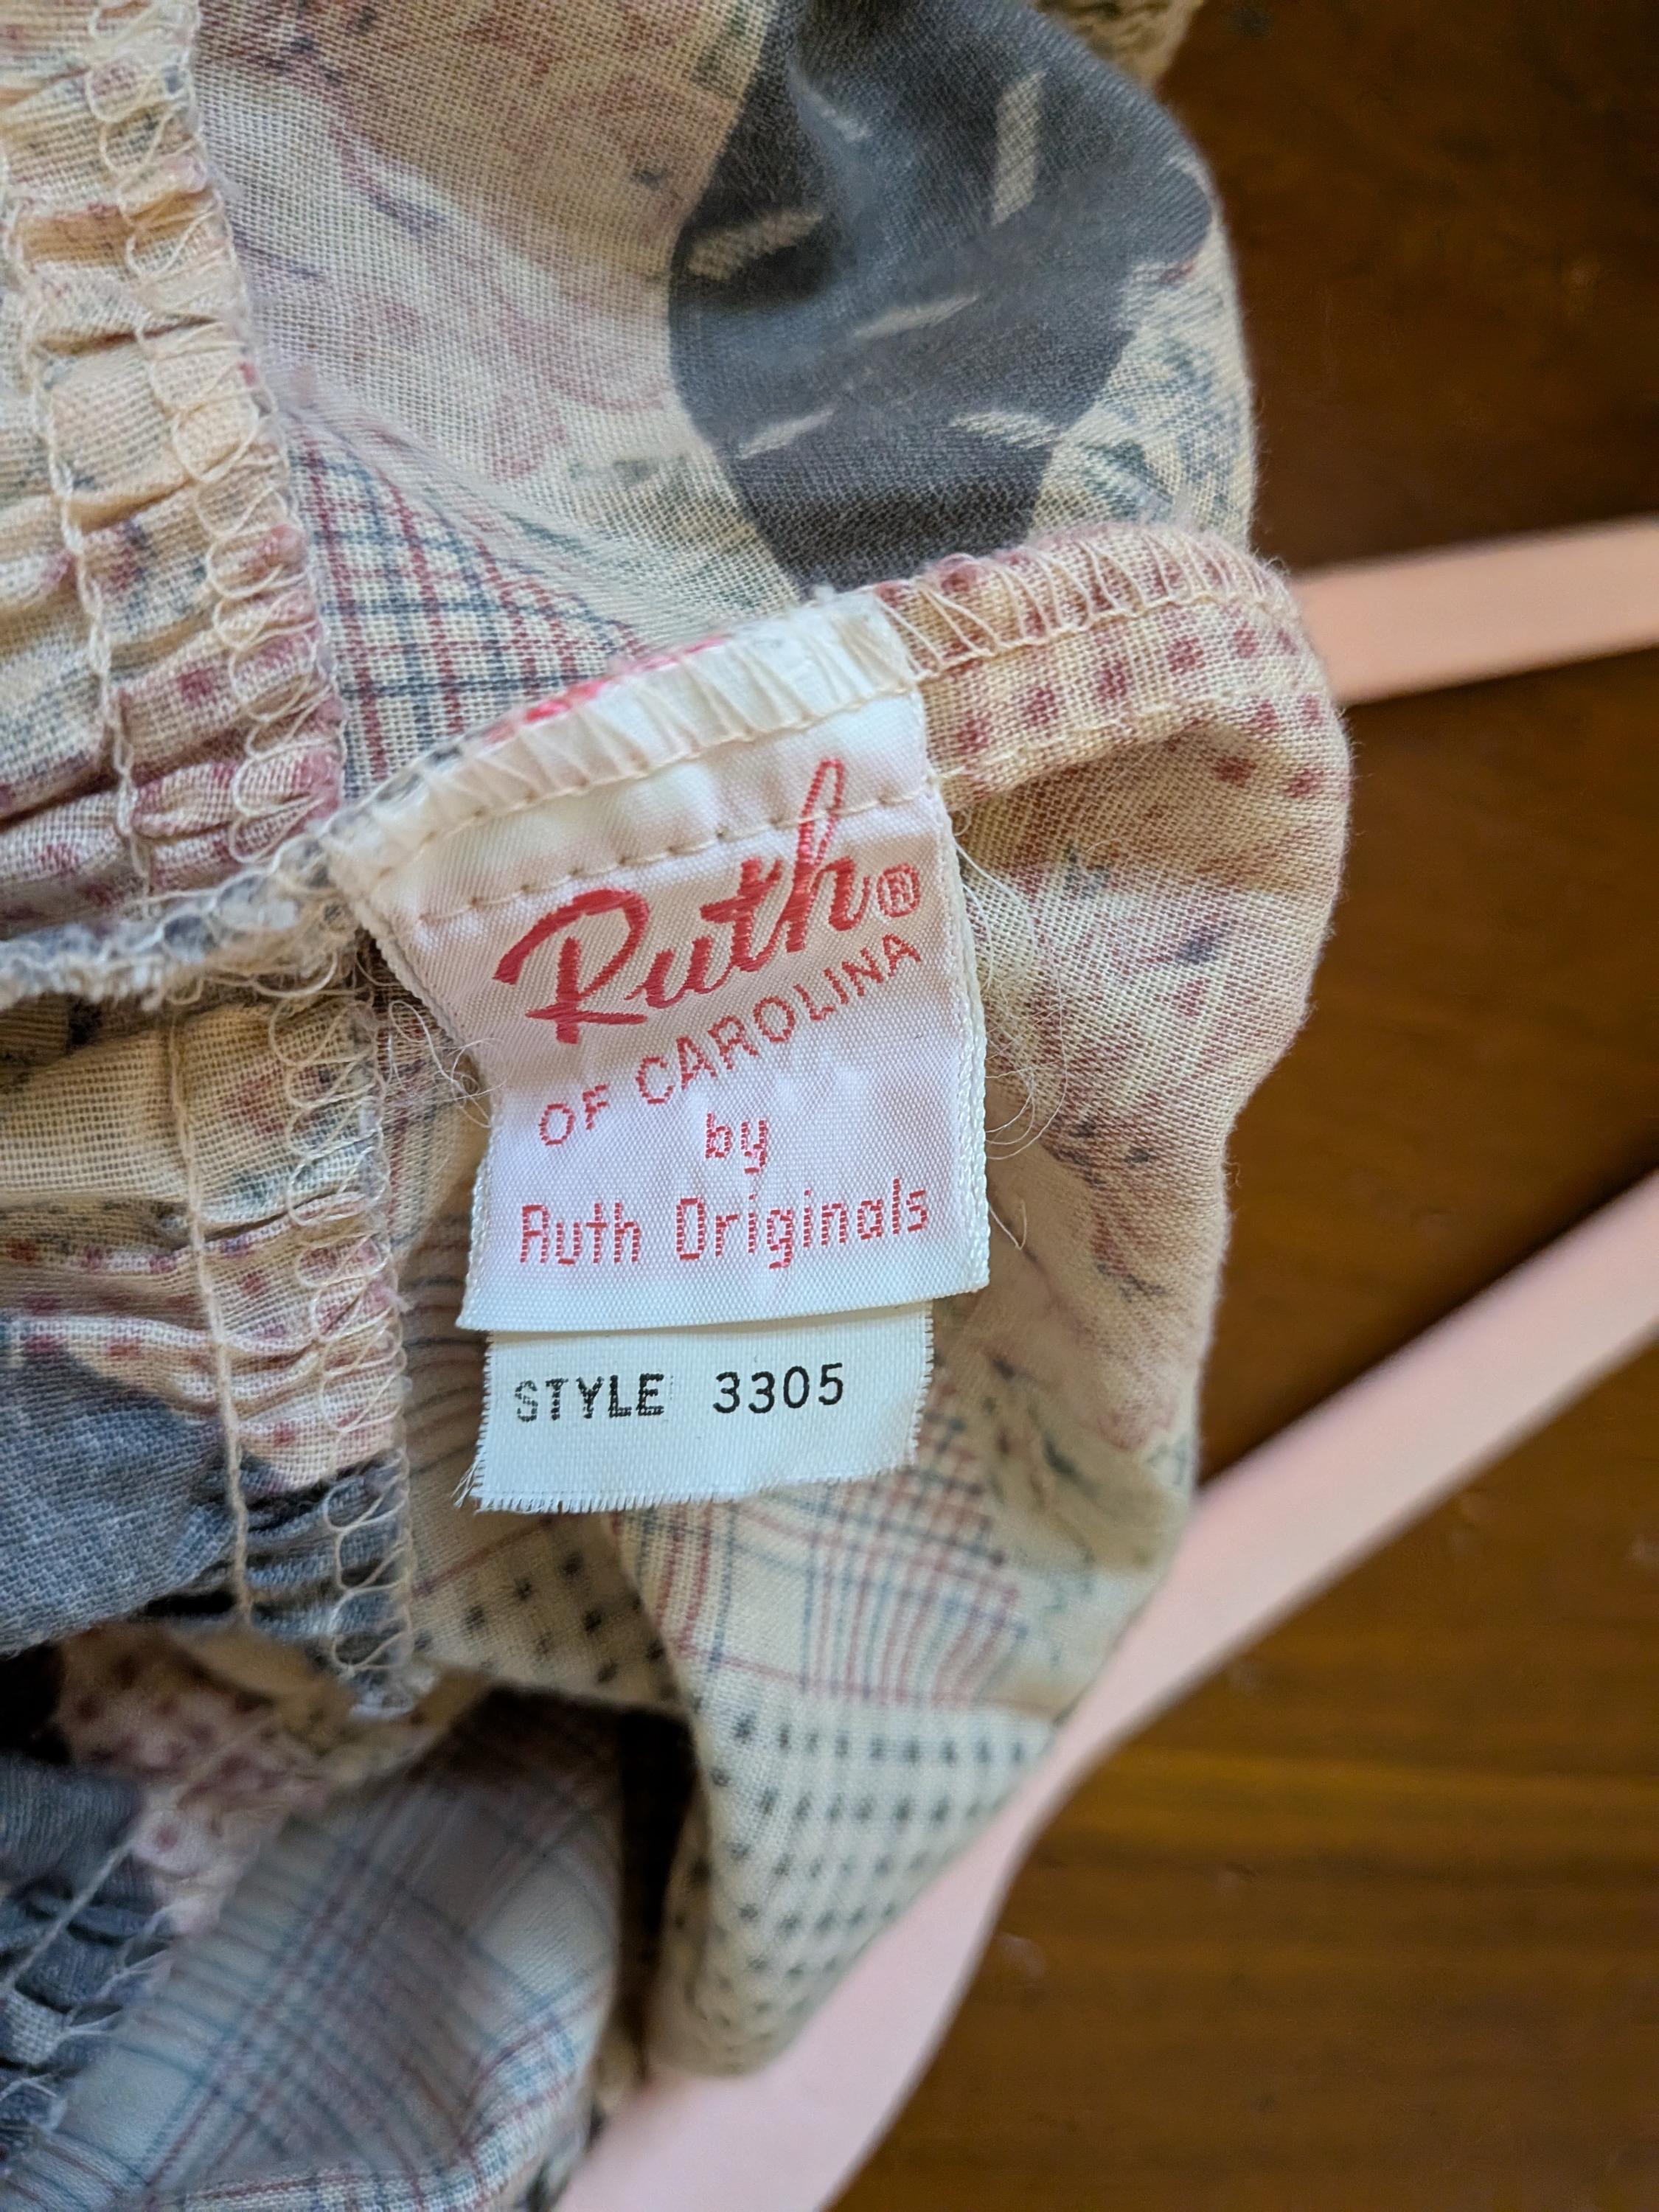 Ruth®
OF CAROLINA
by
Ruth Originals
STYLE 3305